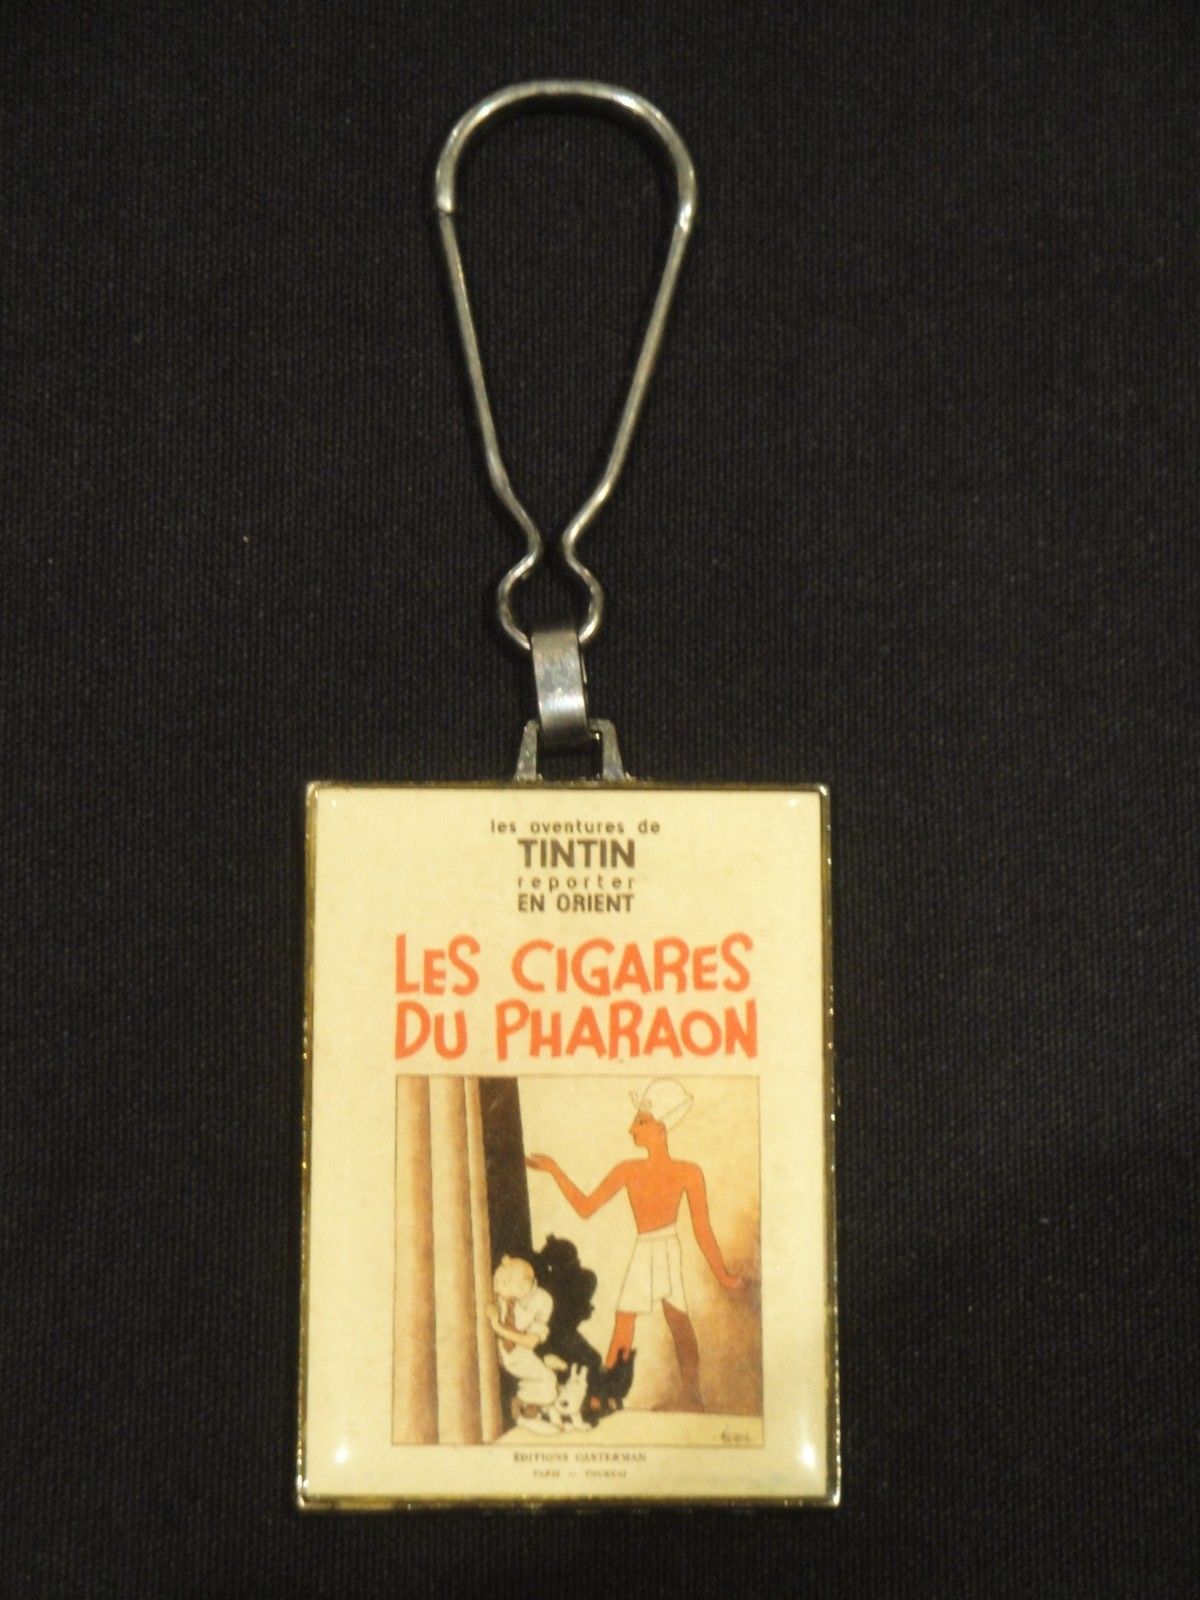 les aventures de
TINTIN
reporter
EN ORIENT
LES CIGARES
DU PHARAON
EDITIONS CASTERMAN
PARIS — TOURNAI